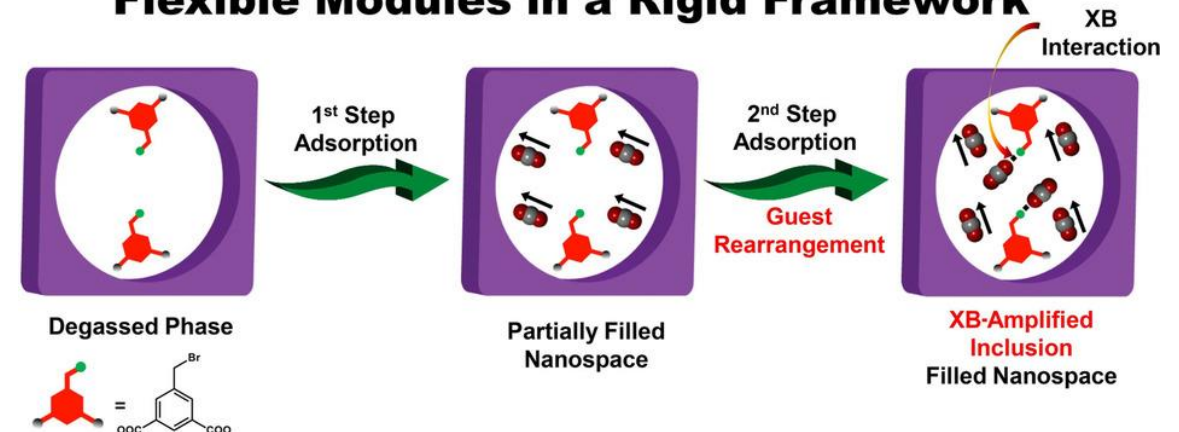 Flexible Modules in a Rigid Framework
XB
Interaction
1st Step
Adsorption
2nd Step
Adsorption
Guest
Rearrangement
Degassed Phase
Partially Filled
Nanospace
XB-Amplified
Inclusion
Filled Nanospace
Br
=
OOC
COO